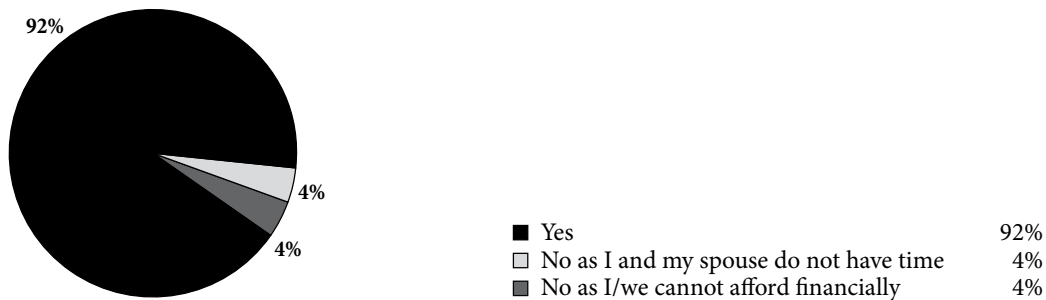 92%
4%
4%
Yes 92%
No as I and my spouse do not have time 4%
No as I/we cannot afford financially 4%